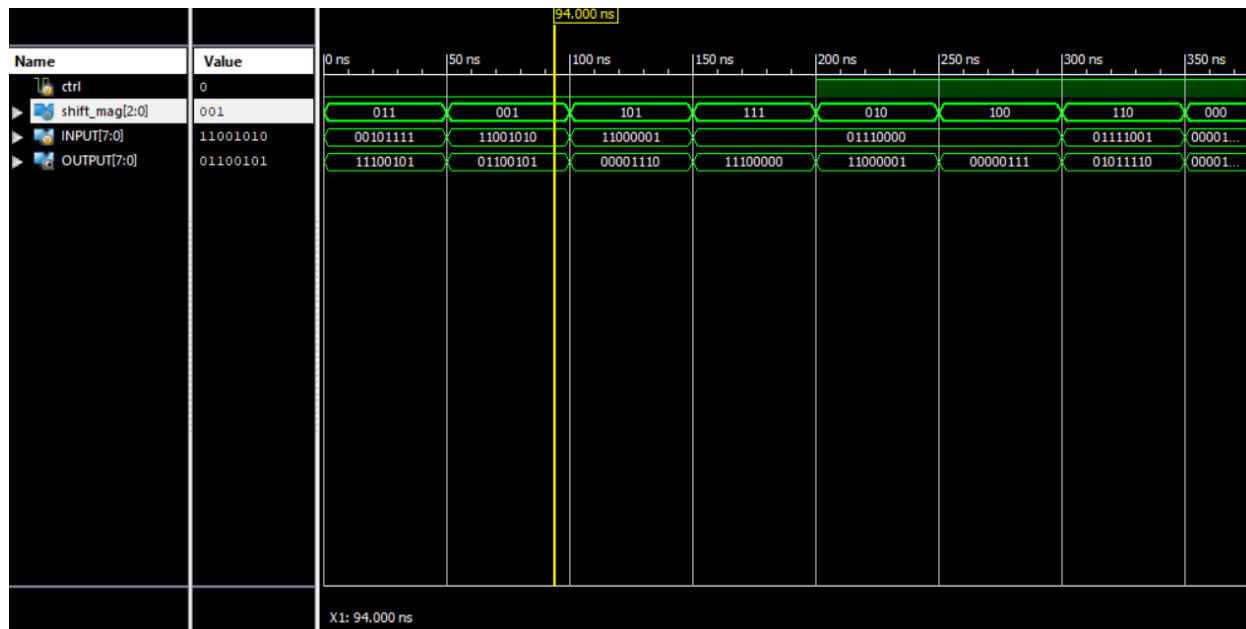 94.000 ns
Name Value 0 ns 50 ns 100 ns 150 ns 200 ns 250 ns 300 ns 350 ns
ctrl 0
shift_mag[2:0] 001 011 001 101 111 010 100 110 000
INPUT[7:0] 11001010 00101111 11001010 11000001 01110000 01111001 00001...
OUTPUT[7:0] 01100101 11100101 01100101 00001110 11100000 11000001 00000111 01011110 00001...
X1: 94.000 ns